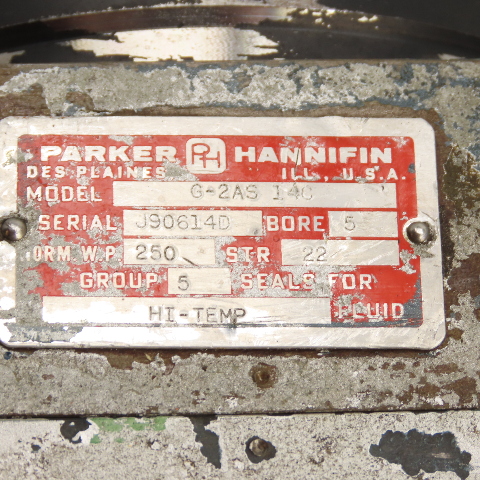 PARKER PH HANNIFIN
DES PLAINES ILL., U.S.A.
MODEL G-2AS 14C
SERIAL J90614D BORE 5
ORM. W.P. 250 STR 22
GROUP 5 SEALS FOR
HI-TEMP FLUID